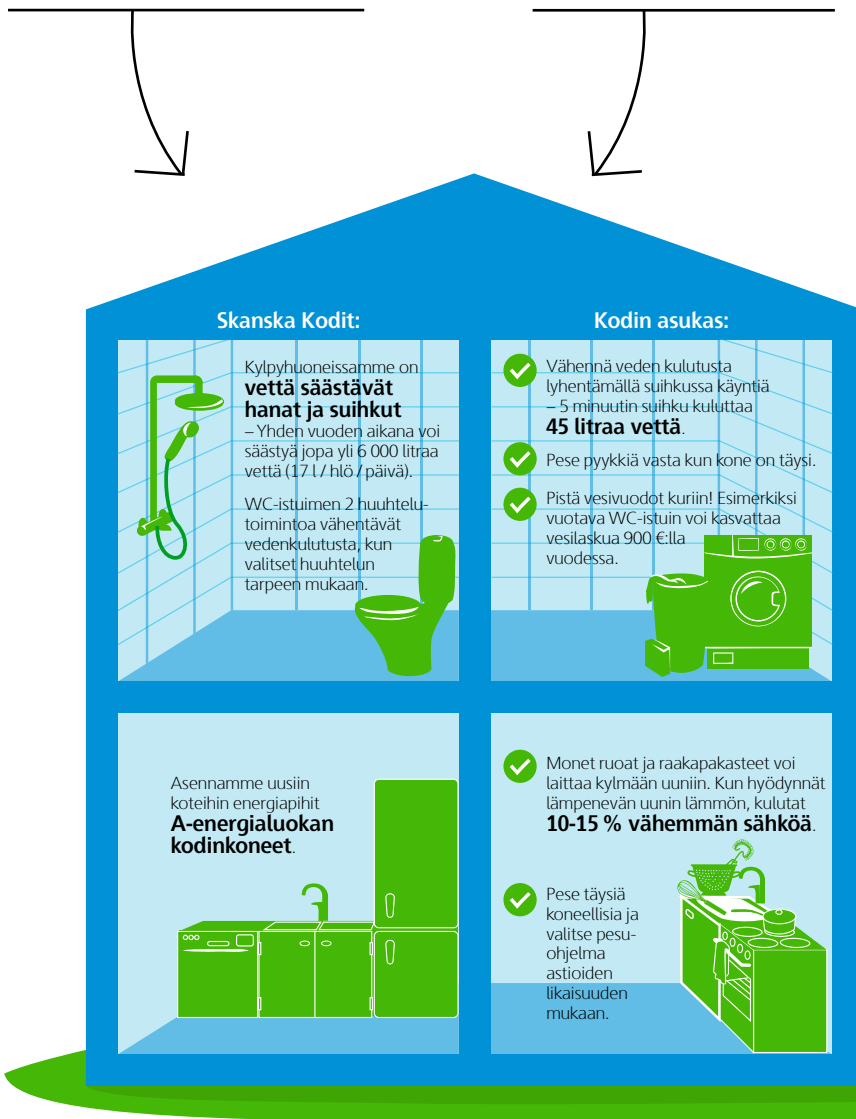 Skanska Kodit:
Kylpyhuoneissamme on
vettä säästävät
hanat ja suihkut
– Yhden vuoden aikana voi
säästyä jopa yli 6 000 litraa
vettä (17 l / hlö / päivä).
WC-istuimen 2 huuhtelu-
toimintoa vähentävät
vedenkulutusta, kun
valitset huuhtelun
tarpeen mukaan.
Kodin asukas:
Vähennä veden kulutusta
lyhentämällä suihkussa käyntiä
– 5 minuutin suihku kuluttaa
45 litraa vettä.
Pese pyykkiä vasta kun kone on täysi.
Pistä vesivuodot kuriin! Esimerkiksi
vuotava WC-istuin voi kasvattaa
vesilaskua 900 €:lla
vuodessa.
Asennamme uusiin
koteihin energiapihit
A-energialuokan
kodinkoneet.
Monet ruoat ja raakapakasteet voi
laittaa kylmään uuniin. Kun hyödynnät
lämpenevän uunin lämmön, kulutat
10-15 % vähemmän sähköä.
Pese täysiä
koneellisia ja
valitse pesu-
ohjelma
astioiden
likaisuuden
mukaan.